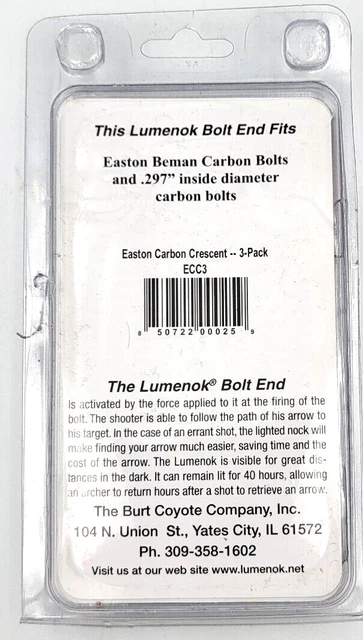 This Lumenok Bolt End Fits
Easton Beman Carbon Bolts
and .297” inside diameter
carbon bolts
Easton Carbon Crescent -- 3-Pack
ECC3
8 50722 00025 9
The Lumenok® Bolt End
Is activated by the force applied to it at the firing of the
bolt. The shooter is able to follow the path of his arrow to
his target. In the case of an errant shot, the lighted nock will
make finding your arrow much easier, saving time and the
cost of the arrow. The Lumenok is visible for great dis-
tances in the dark. It can remain lit for 40 hours, allowing
an archer to return hours after a shot to retrieve an arrow.
The Burt Coyote Company, Inc.
104 N. Union St., Yates City, IL 61572
Ph. 309-358-1602
Visit us at our web site www.lumenok.net